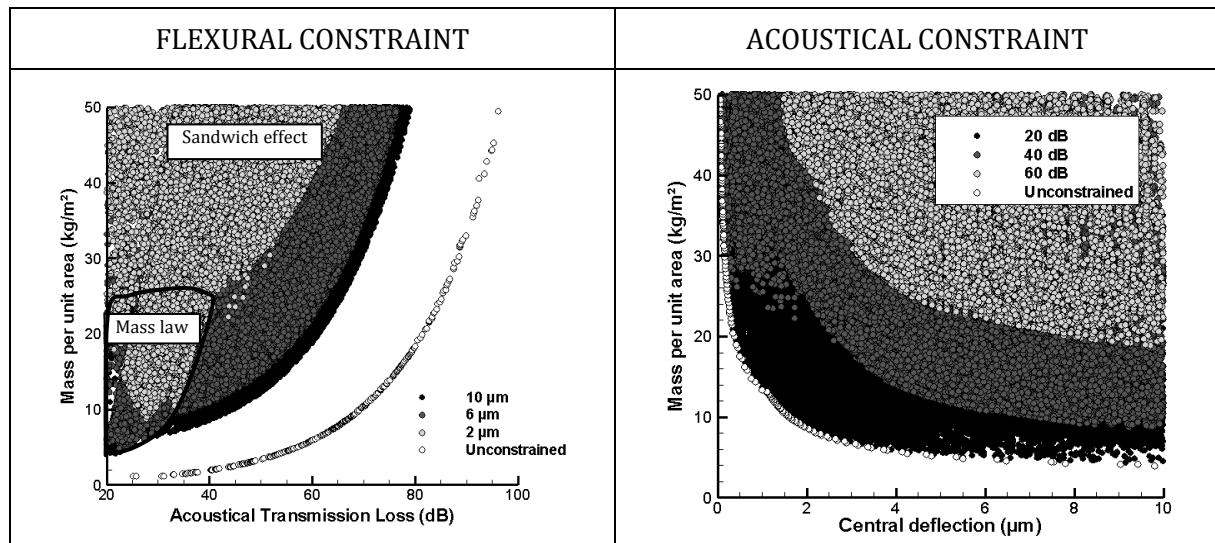 FLEXURAL CONSTRAINT
ACOUSTICAL CONSTRAINT
50
40
30
20
10
0
Mass per unit area (kg/m²)
Sandwich effect
Mass law
10 µm
6 µm
2 µm
Unconstrained
20
40
60
80
100
Acoustical Transmission Loss (dB)
50
40
30
20
10
0
Mass per unit area (kg/m²)
20 dB
40 dB
60 dB
Unconstrained
0
2
4
6
8
10
Central deflection (µm)